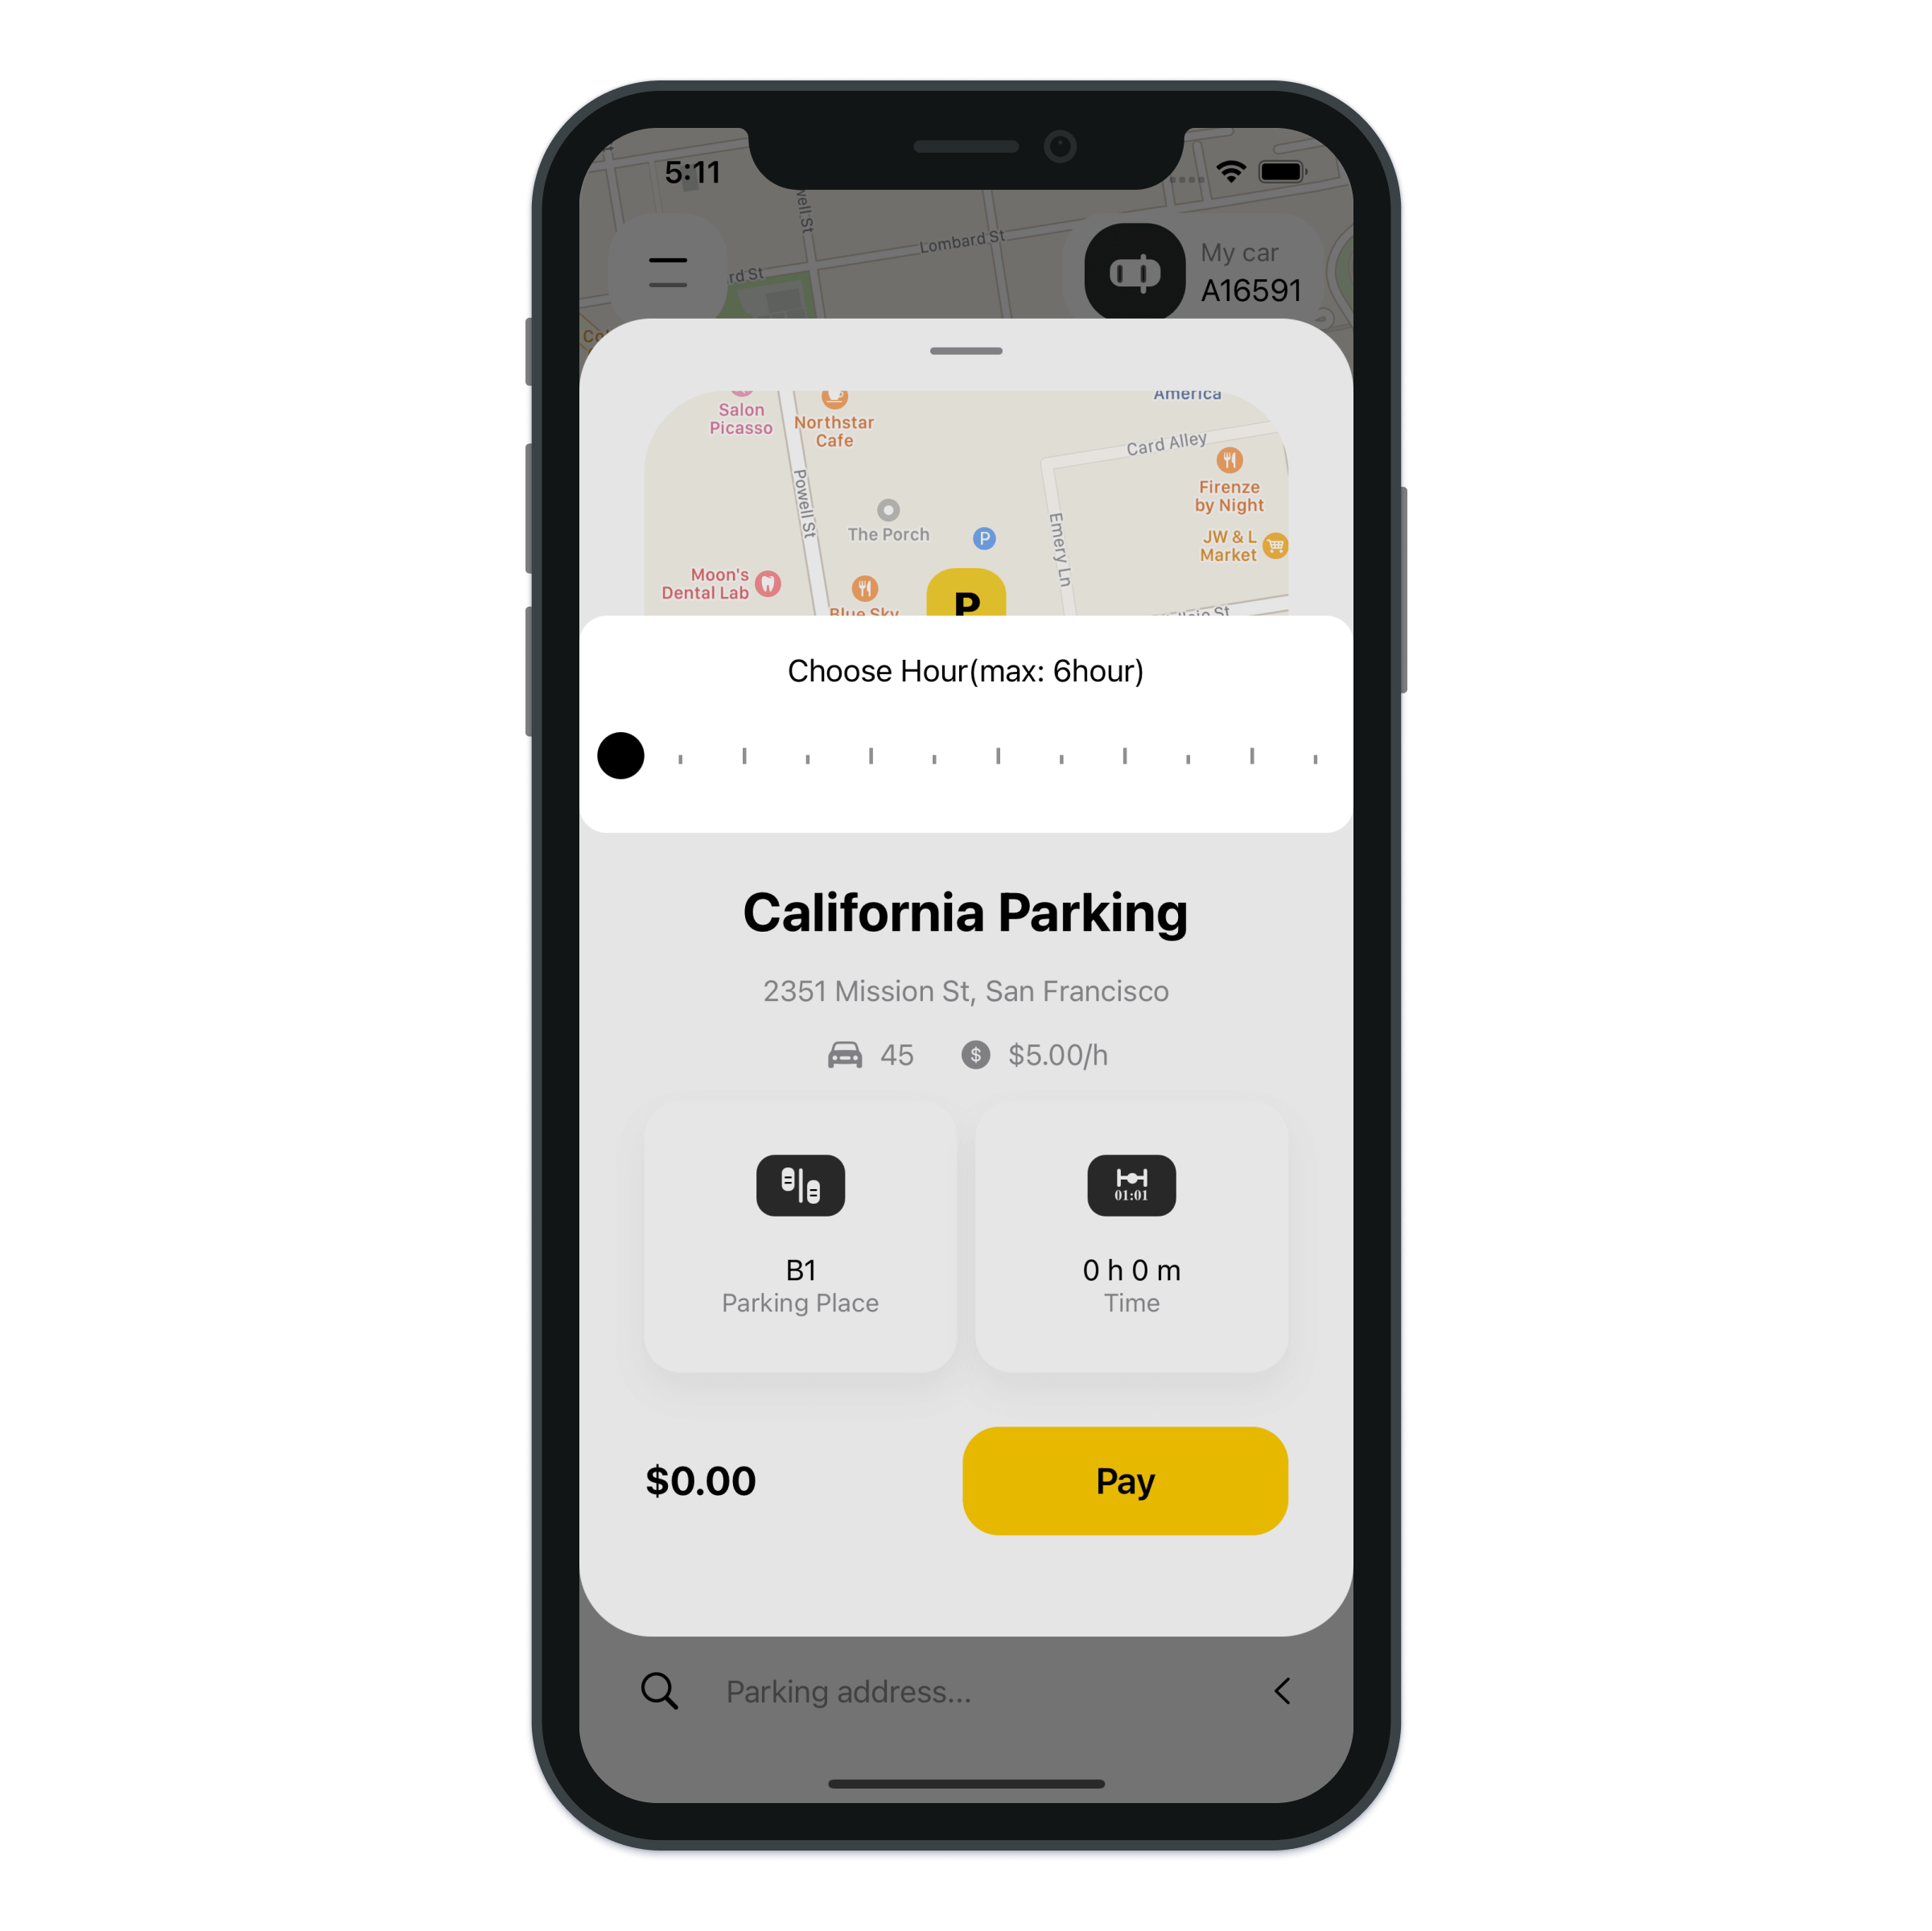 5:11
Lombard St
My car
A16591
America
Salon
Picasso
Northstar
Cafe
Card Alley
Powell St
Firenze
by Night
The Porch
P
Emery Ln
JW & L
Market
Moon's
Dental Lab
Blue Sky
P
Choose Hour(max: 6hour)
California Parking
2351 Mission St, San Francisco
45 $ $5.00/h
01:01
B1
Parking Place
0 h 0 m
Time
$0.00
Pay
Parking address...